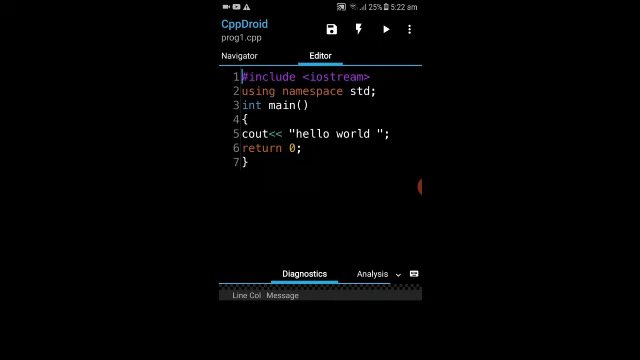 25% 5:22 am
CppDroid
prog1.cpp
Navigator Editor
1 #include <iostream>
2 using namespace std;
3 int main()
4 {
5 cout<< "hello world ";
6 return 0;
7 }
Diagnostics Analysis
Line Col Message